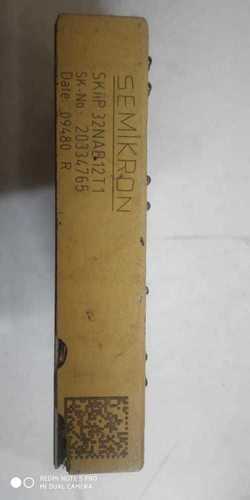 SEMIKRON
SKiiP 32NAB12T1
SK-No: 20334765
Date: 09480 R
REDMI NOTE 5 PRO
MI DUAL CAMERA